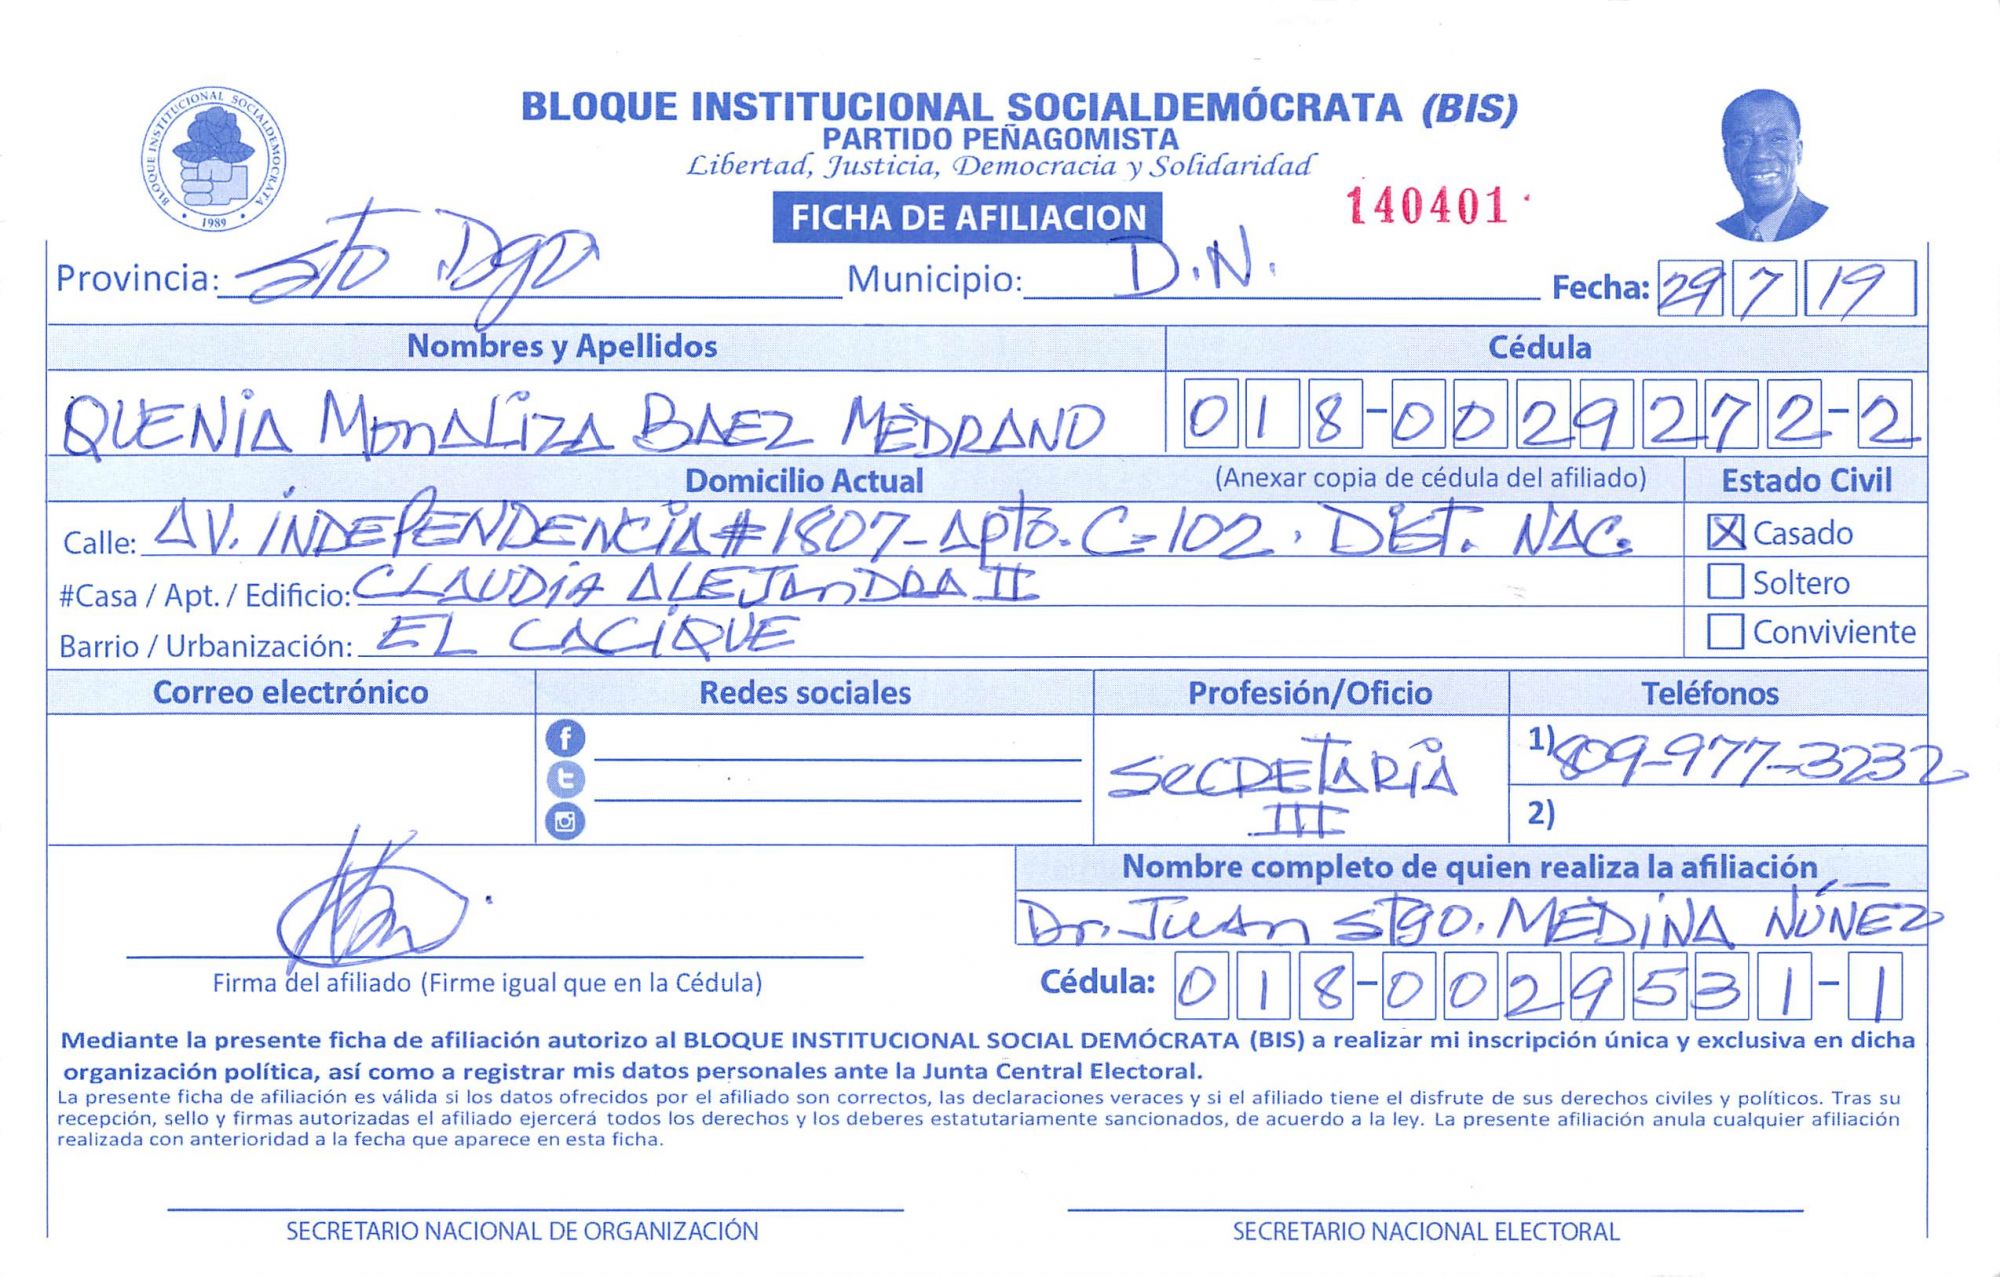 BLOQUE INSTITUCIONAL SOCIALDEMÓCRATA (BIS)
PARTIDO PEÑAGOMISTA
Libertad, Justicia, Democracia y Solidaridad
BLOQUE INSTITUCIONAL SOCIALDEMOCRATA
• 1989 •
FICHA DE AFILIACION
140401
Provincia: Sto Dgo Municipio: D.N. Fecha: 29 7 19
Nombres y Apellidos Cédula
QUENIA MONALIZA BAEZ MEDRANO 018-0029272-2
Domicilio Actual (Anexar copia de cédula del afiliado) Estado Civil
Calle: AV. INDEPENDENCIA #1807-APTO. C-102. DIST. NAC. X Casado
#Casa / Apt. / Edificio: CLAUDIA ALEJANDRA II Soltero
Barrio / Urbanización: EL CACIQUE Conviviente
Correo electrónico Redes sociales Profesión/Oficio Teléfonos
SECRETARIA III
1) 809-977-3232
2)
Nombre completo de quien realiza la afiliación
Dr. JUAN STGO. MEDINA NÚÑEZ
Firma del afiliado (Firme igual que en la Cédula) Cédula: 018-0029531-1
Mediante la presente ficha de afiliación autorizo al BLOQUE INSTITUCIONAL SOCIAL DEMÓCRATA (BIS) a realizar mi inscripción única y exclusiva en dicha
organización política, así como a registrar mis datos personales ante la Junta Central Electoral.
La presente ficha de afiliación es válida si los datos ofrecidos por el afiliado son correctos, las declaraciones veraces y si el afiliado tiene el disfrute de sus derechos civiles y políticos. Tras su
recepción, sello y firmas autorizadas el afiliado ejercerá todos los derechos y los deberes estatutariamente sancionados, de acuerdo a la ley. La presente afiliación anula cualquier afiliación
realizada con anterioridad a la fecha que aparece en esta ficha.
SECRETARIO NACIONAL DE ORGANIZACIÓN SECRETARIO NACIONAL ELECTORAL